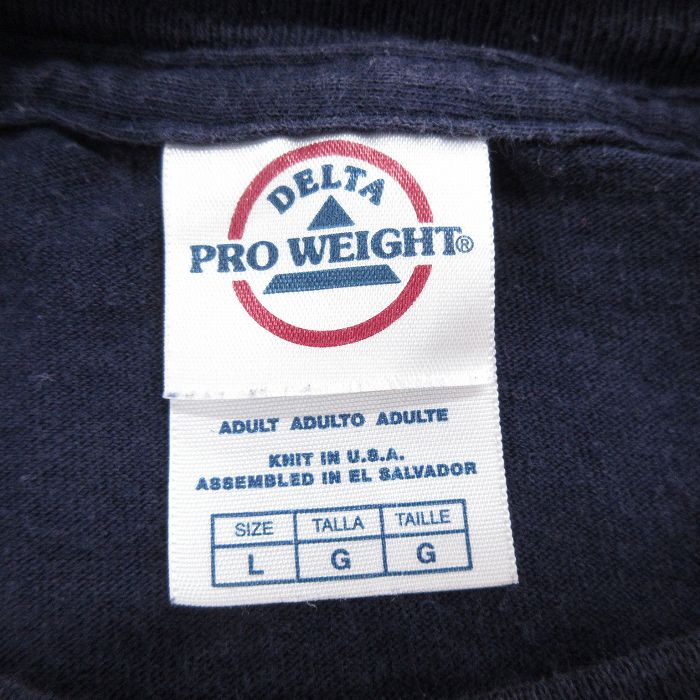 DELTA
PRO WEIGHT®
ADULT ADULTO ADULTE
KNIT IN U.S.A.
ASSEMBLED IN EL SALVADOR
SIZE TALLA TAILLE
L G G